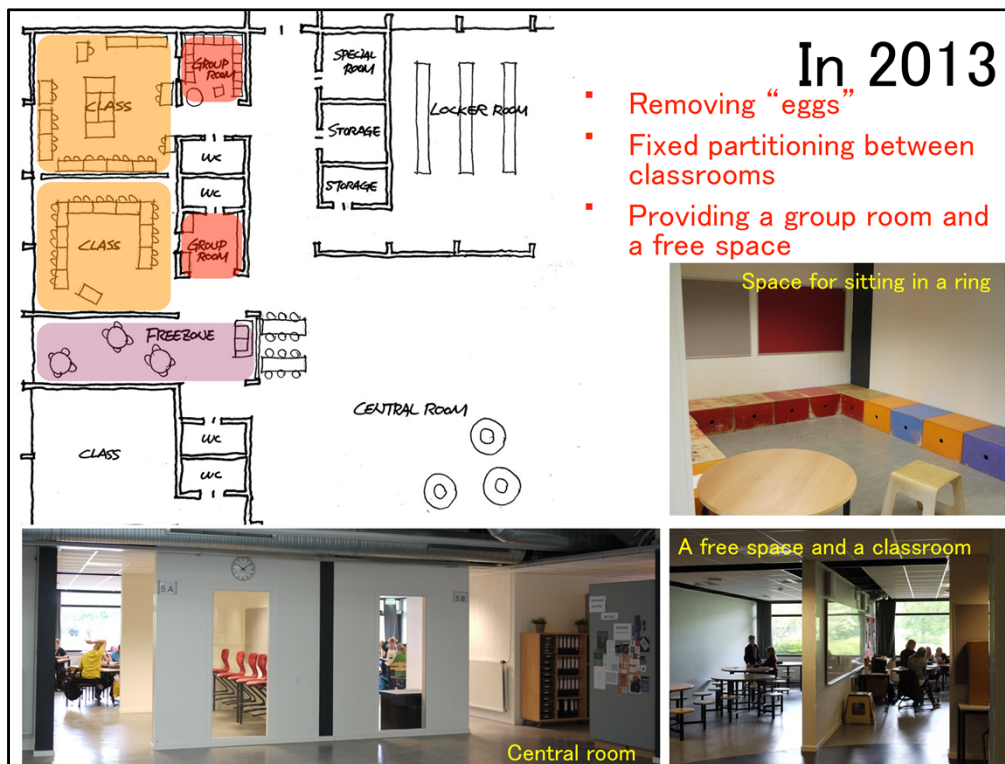 In 2013
▪ Removing “eggs”
▪ Fixed partitioning between
classrooms
▪ Providing a group room and
a free space
GROUP
ROOM
CLASS
SPECIAL
ROOM
LOCKER ROOM
STORAGE
WC
WC
STORAGE
CLASS
GROUP
ROOM
FREEZONE
CENTRAL ROOM
CLASS
WC
WC
Space for sitting in a ring
5A
5B
Central room
A free space and a classroom